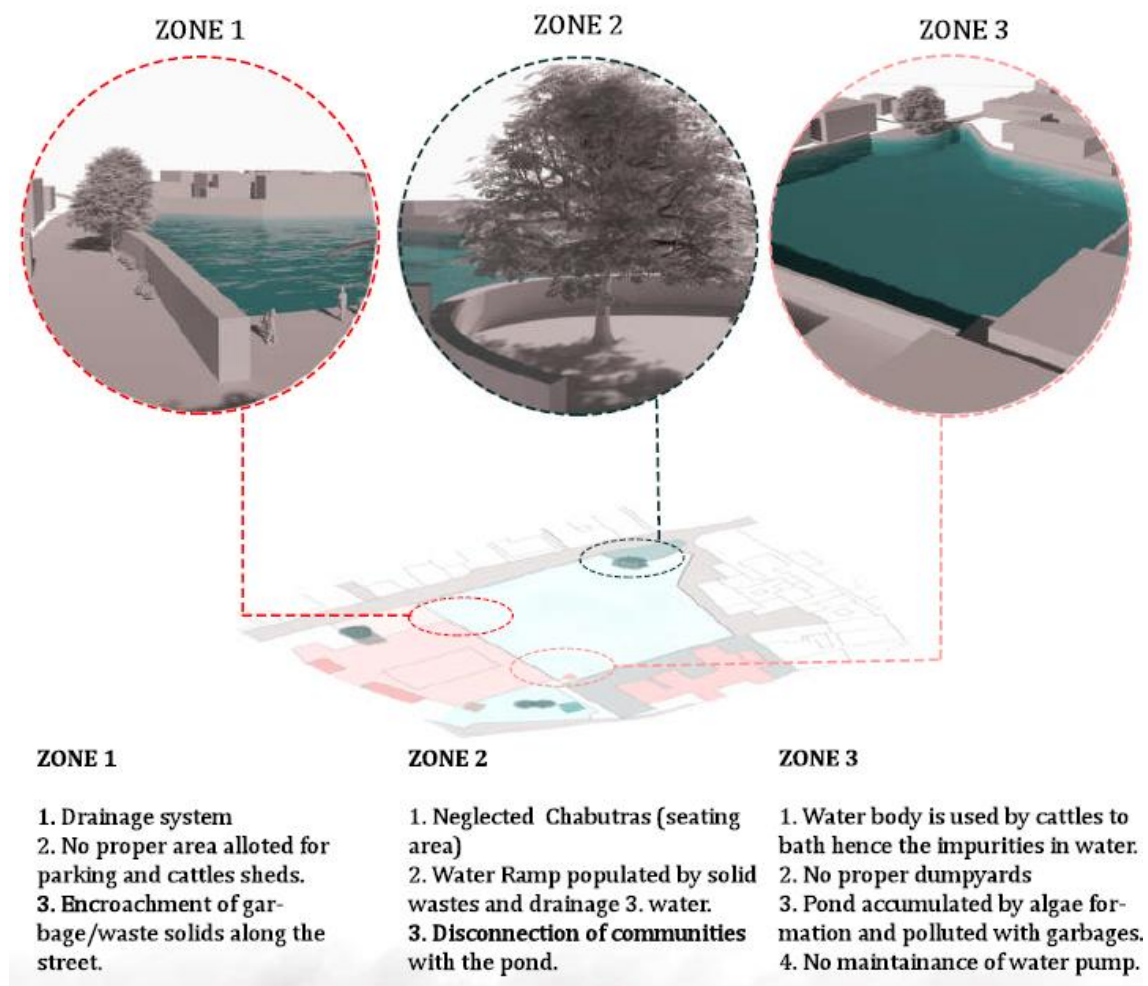 ZONE 1
ZONE 2
ZONE 3
ZONE 1
1. Drainage system
2. No proper area alloted for
parking and cattles sheds.
3. Encroachment of gar-
bage/waste solids along the
street.
ZONE 2
1. Neglected Chabutras (seating
area)
2. Water Ramp populated by solid
wastes and drainage 3. water.
3. Disconnection of communities
with the pond.
ZONE 3
1. Water body is used by cattles to
bath hence the impurities in water.
2. No proper dumpyards
3. Pond accumulated by algae for-
mation and polluted with garbages.
4. No maintainance of water pump.